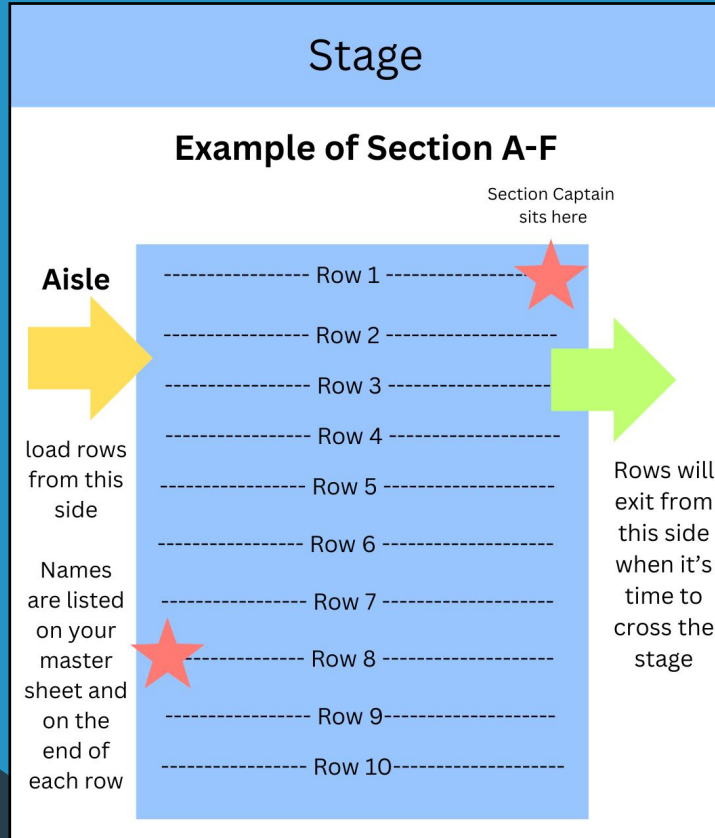 Stage
Example of Section A-F
Section Captain
sits here
Aisle
Row 1
Row 2
Row 3
Row 4
Row 5
Row 6
Row 7
Row 8
Row 9
Row 10
load rows
from this
side
Names
are listed
on your
master
sheet and
on the
end of
each row
Rows will
exit from
this side
when it's
time to
cross the
stage